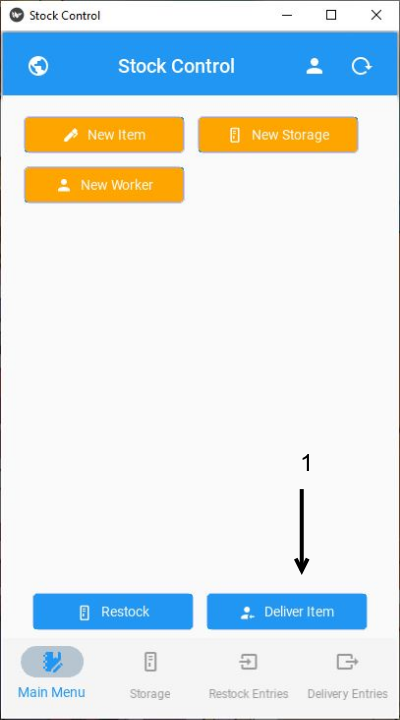 Stock Control
Stock Control
New Item
New Storage
New Worker
1
Restock
Deliver Item
Main Menu
Storage
Restock Entries
Delivery Entries